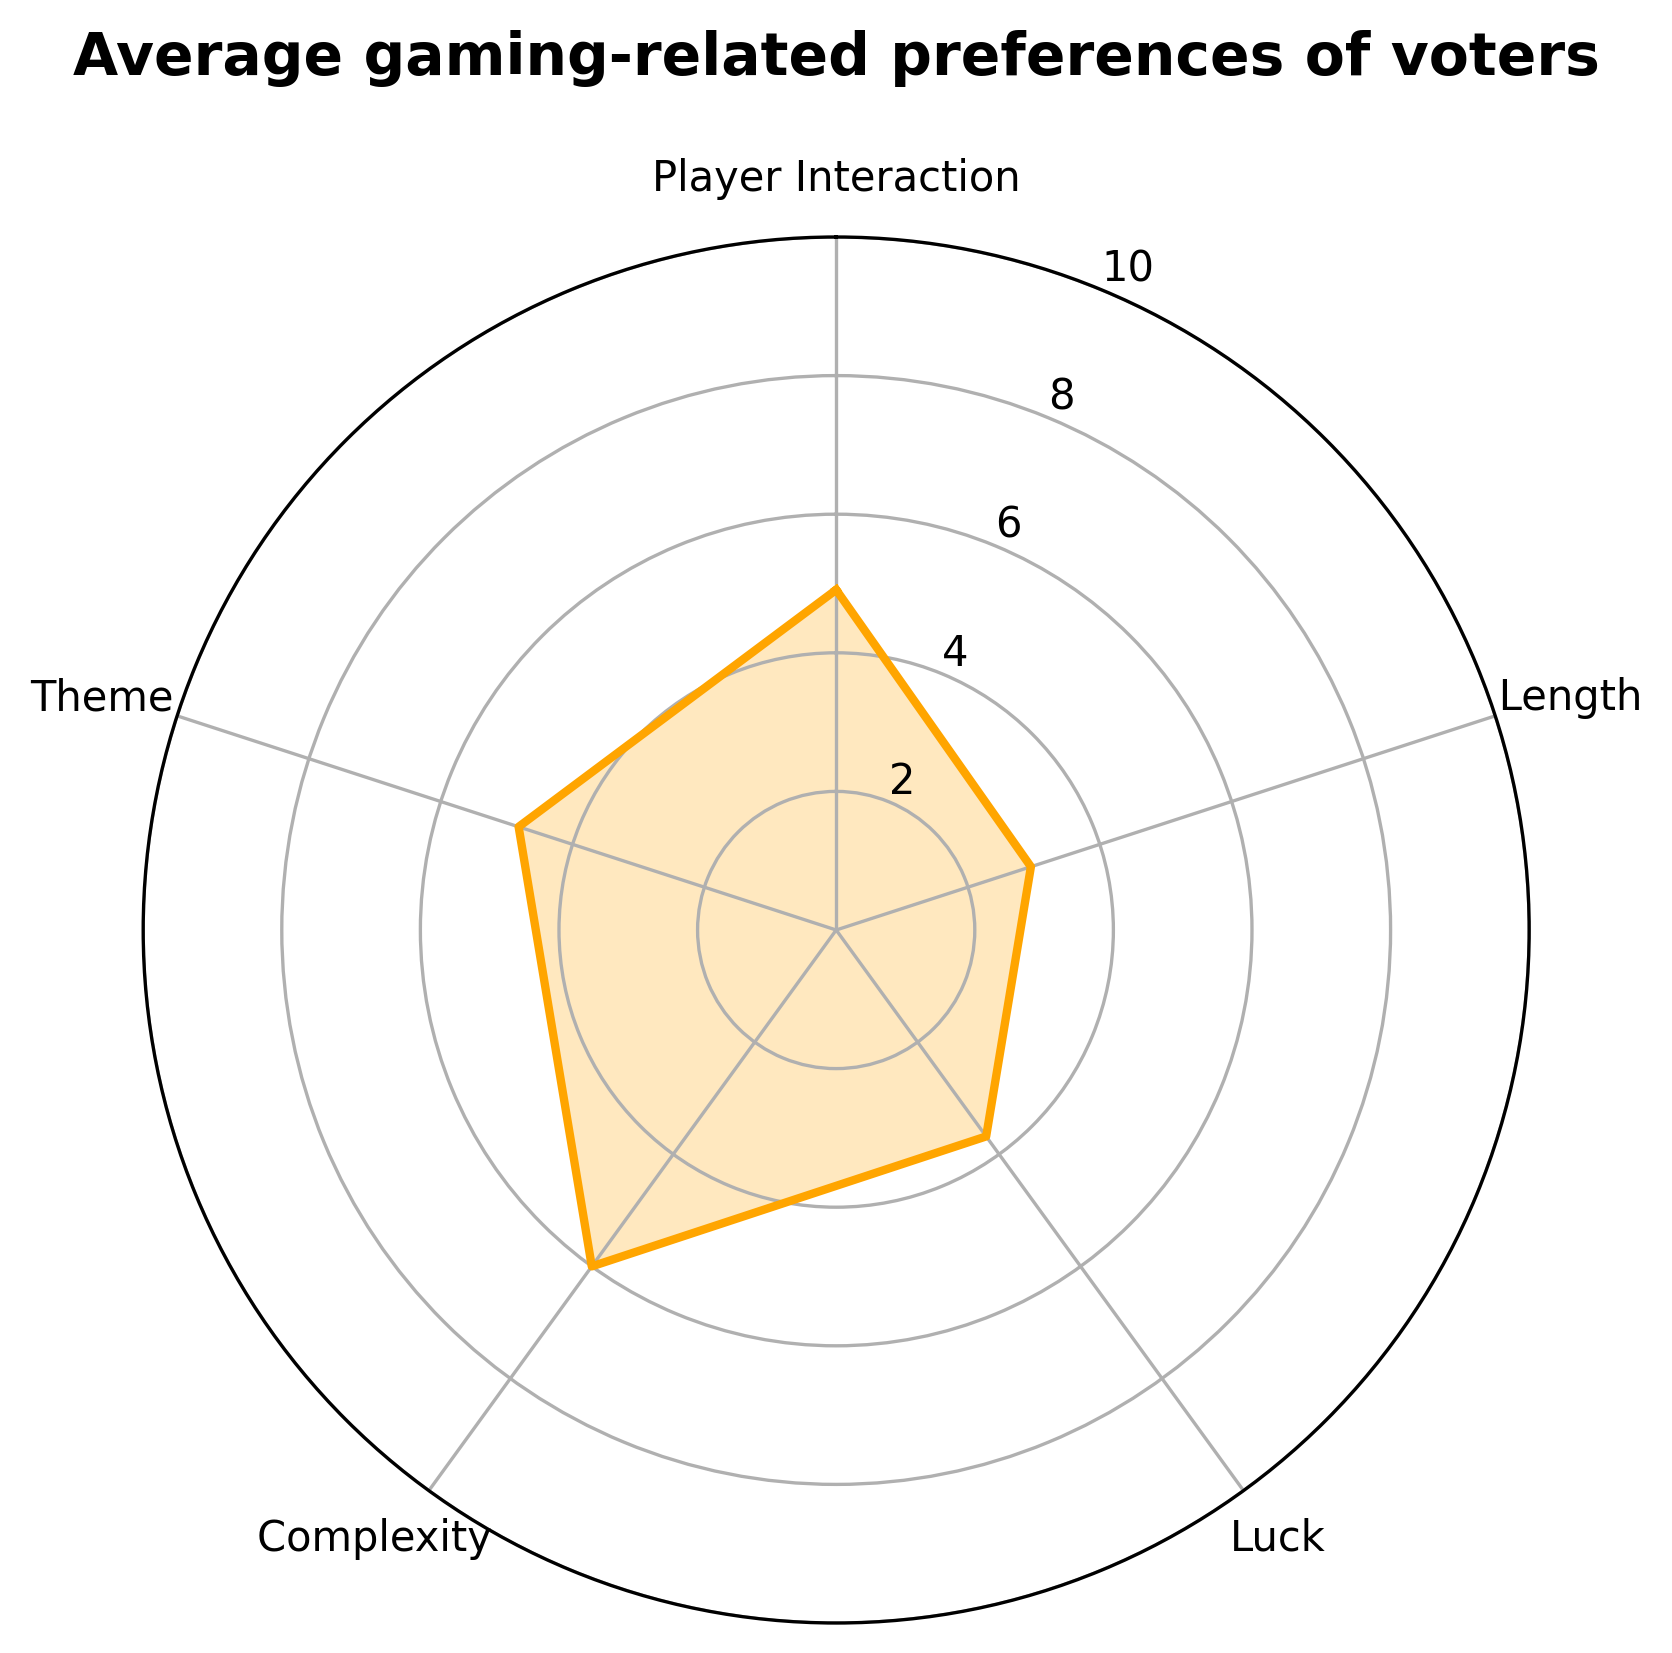 Average gaming-related preferences of voters
Player Interaction
10
8
6
4
2
Theme
Length
Complexity
Luck